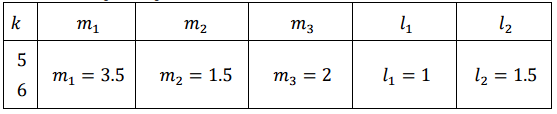 k m₁ m₂ m₃ l₁ l₂
5
m₁ = 3.5 m₂ = 1.5 m₃ = 2 l₁ = 1 l₂ = 1.5
6